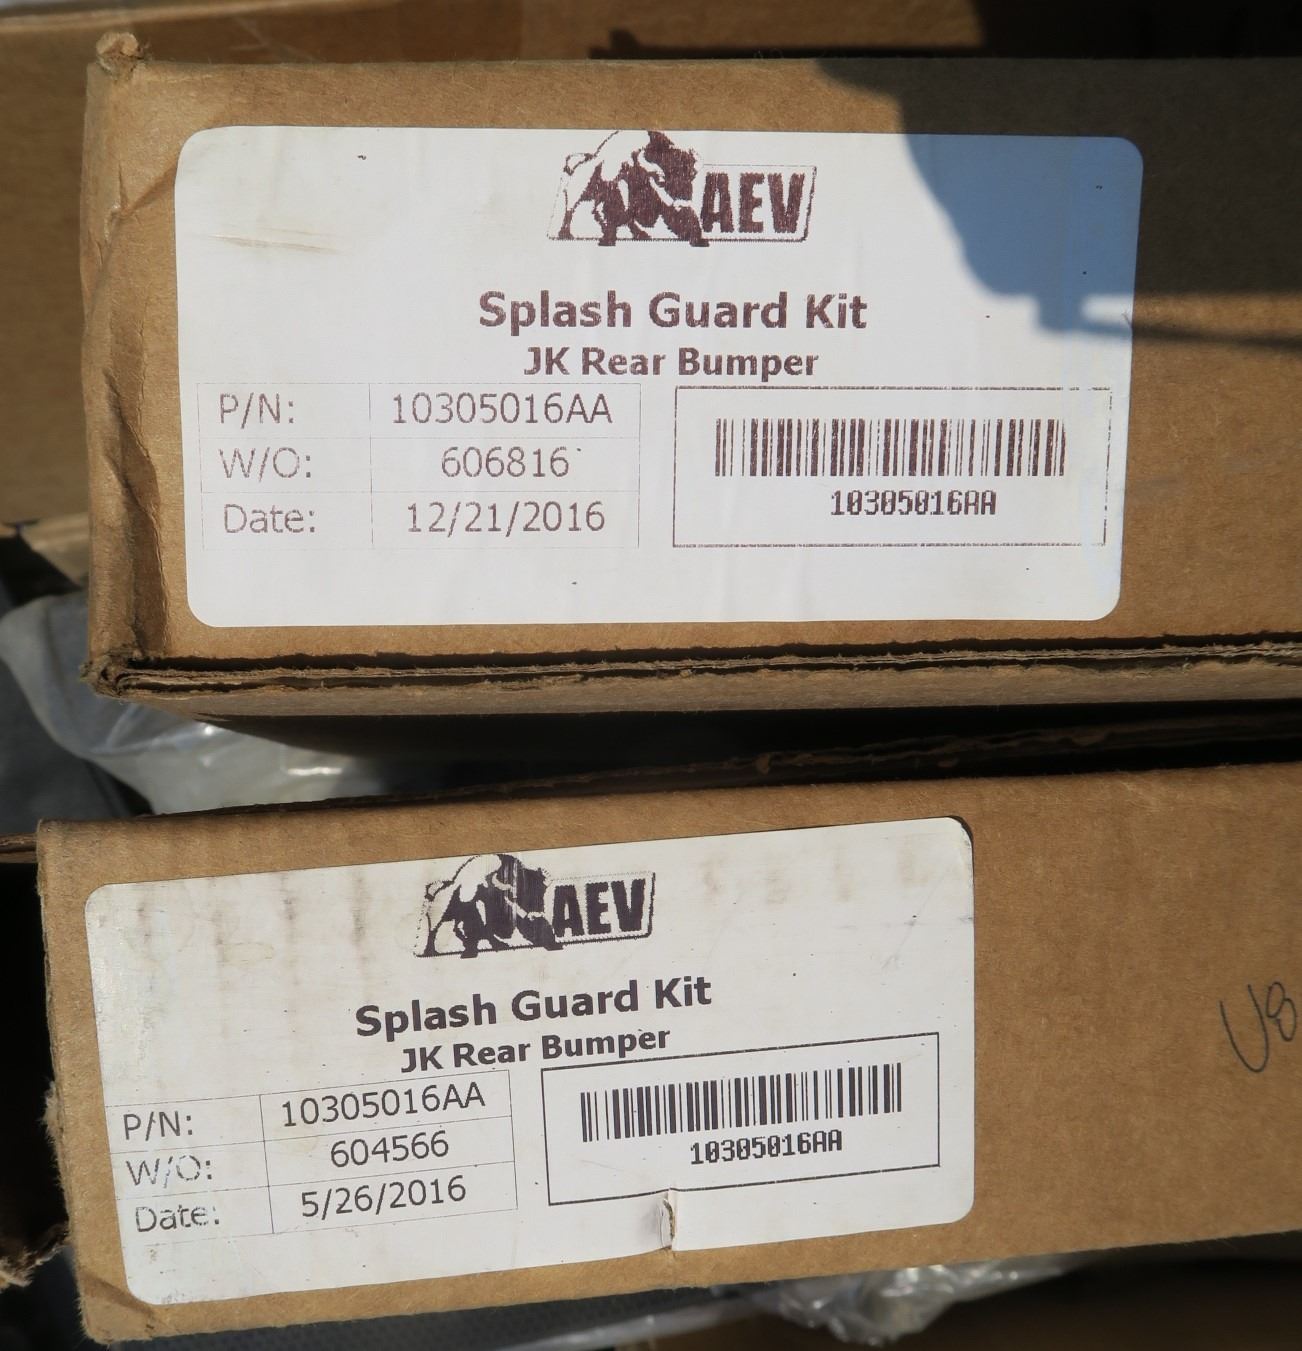 AEV
Splash Guard Kit
JK Rear Bumper
P/N: 10305016AA
W/O: 606816
Date: 12/21/2016
10305016AA
AEV
Splash Guard Kit
JK Rear Bumper
P/N: 10305016AA
W/O: 604566
Date: 5/26/2016
10305016AA
U8